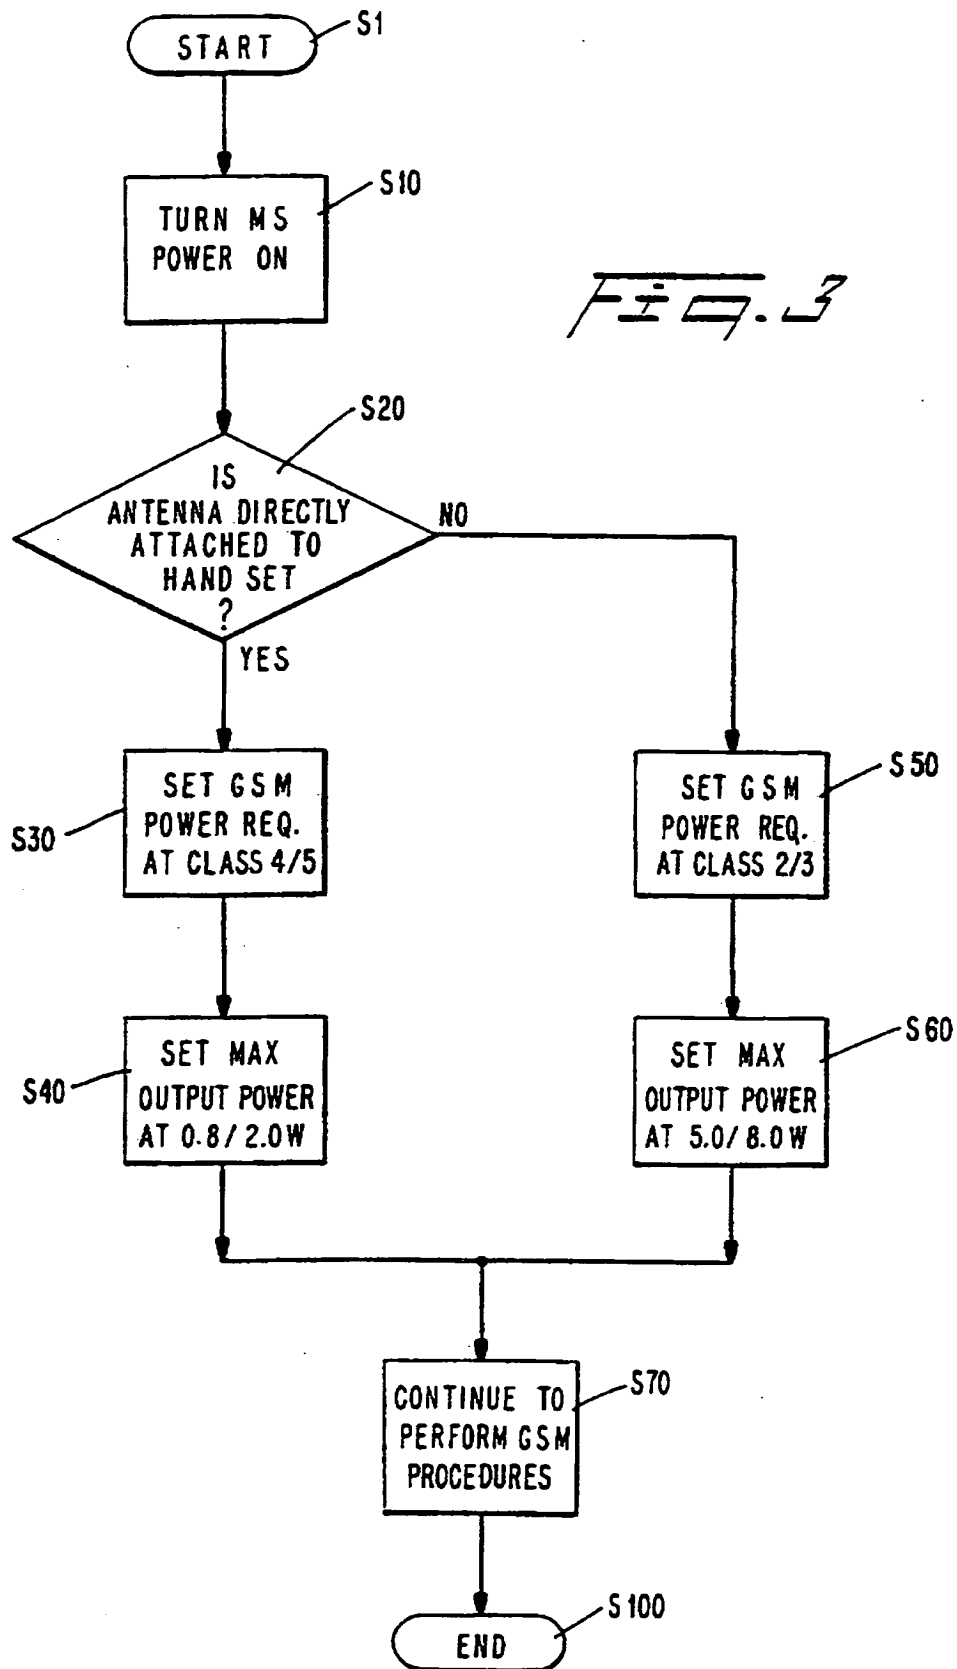 START
S1
TURN MS
POWER ON
S10
Fig. 3
S20
IS
ANTENNA DIRECTLY
ATTACHED TO
HAND SET
?
NO
YES
SET GSM
POWER REQ.
AT CLASS 4/5
S30
SET GSM
POWER REQ.
AT CLASS 2/3
S50
SET MAX
OUTPUT POWER
AT 0.8/2.0W
S40
SET MAX
OUTPUT POWER
AT 5.0/8.0W
S60
CONTINUE TO
PERFORM GSM
PROCEDURES
S70
END
S100